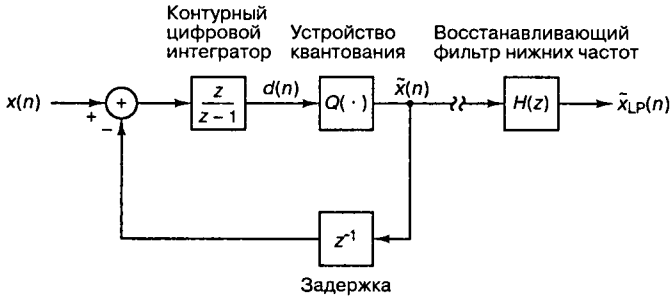 Контурный
цифровой
интегратор
Устройство
квантования
Восстанавливающий
фильтр нижних частот
x(n)
+
+
−
z
z − 1
d(n)
Q( · )
x̃(n)
H(z)
x̃LP(n)
z-1
Задержка